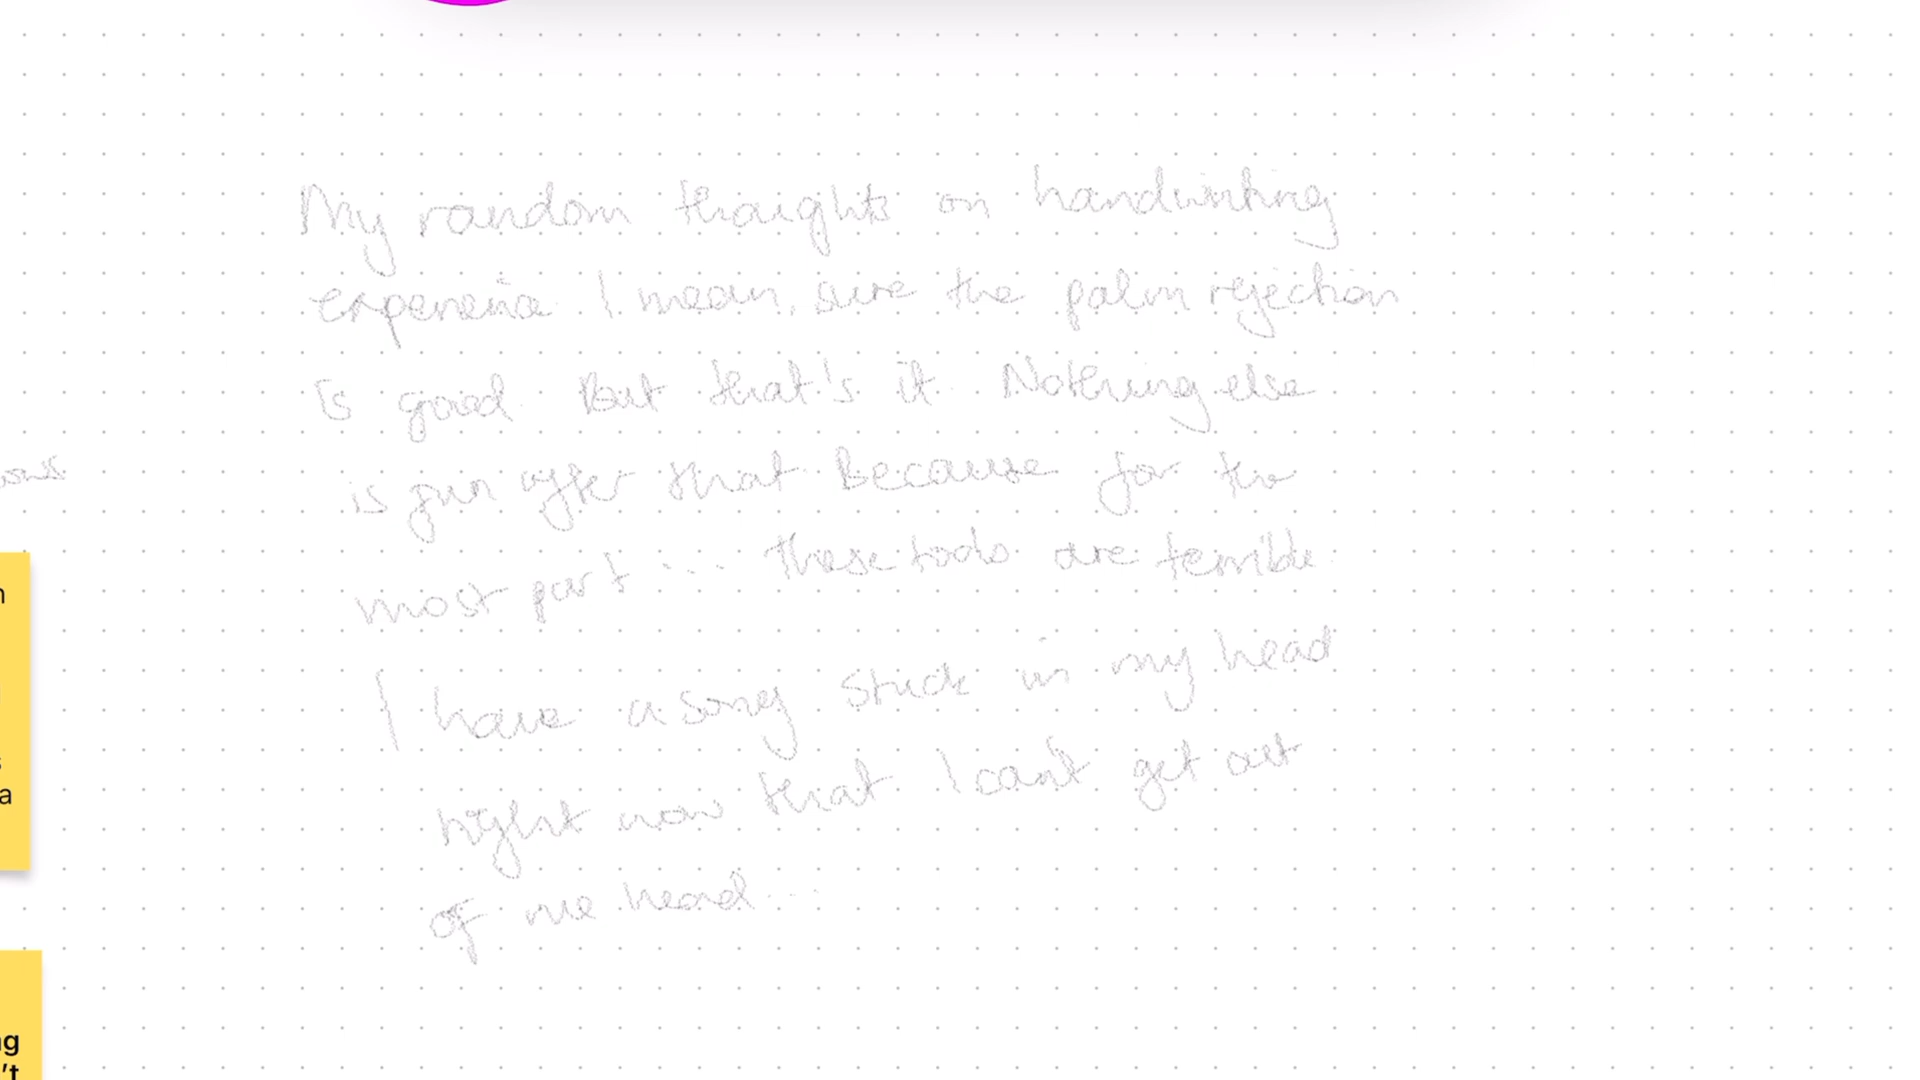 My random thoughts on handwriting
experience. I mean, sure the palm rejection
is good. But that's it. Nothing else
is fun after that. Because for the
most part... these tools are terrible.
I have a song stuck in my head
right now that I can't get out
of me head...
n
s
a
ng
't